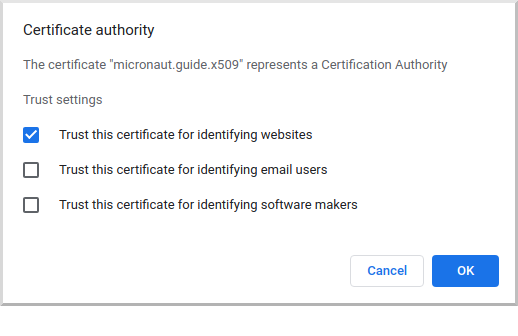 Certificate authority
The certificate "micronaut.guide.x509" represents a Certification Authority
Trust settings
Trust this certificate for identifying websites
Trust this certificate for identifying email users
Trust this certificate for identifying software makers
Cancel
OK